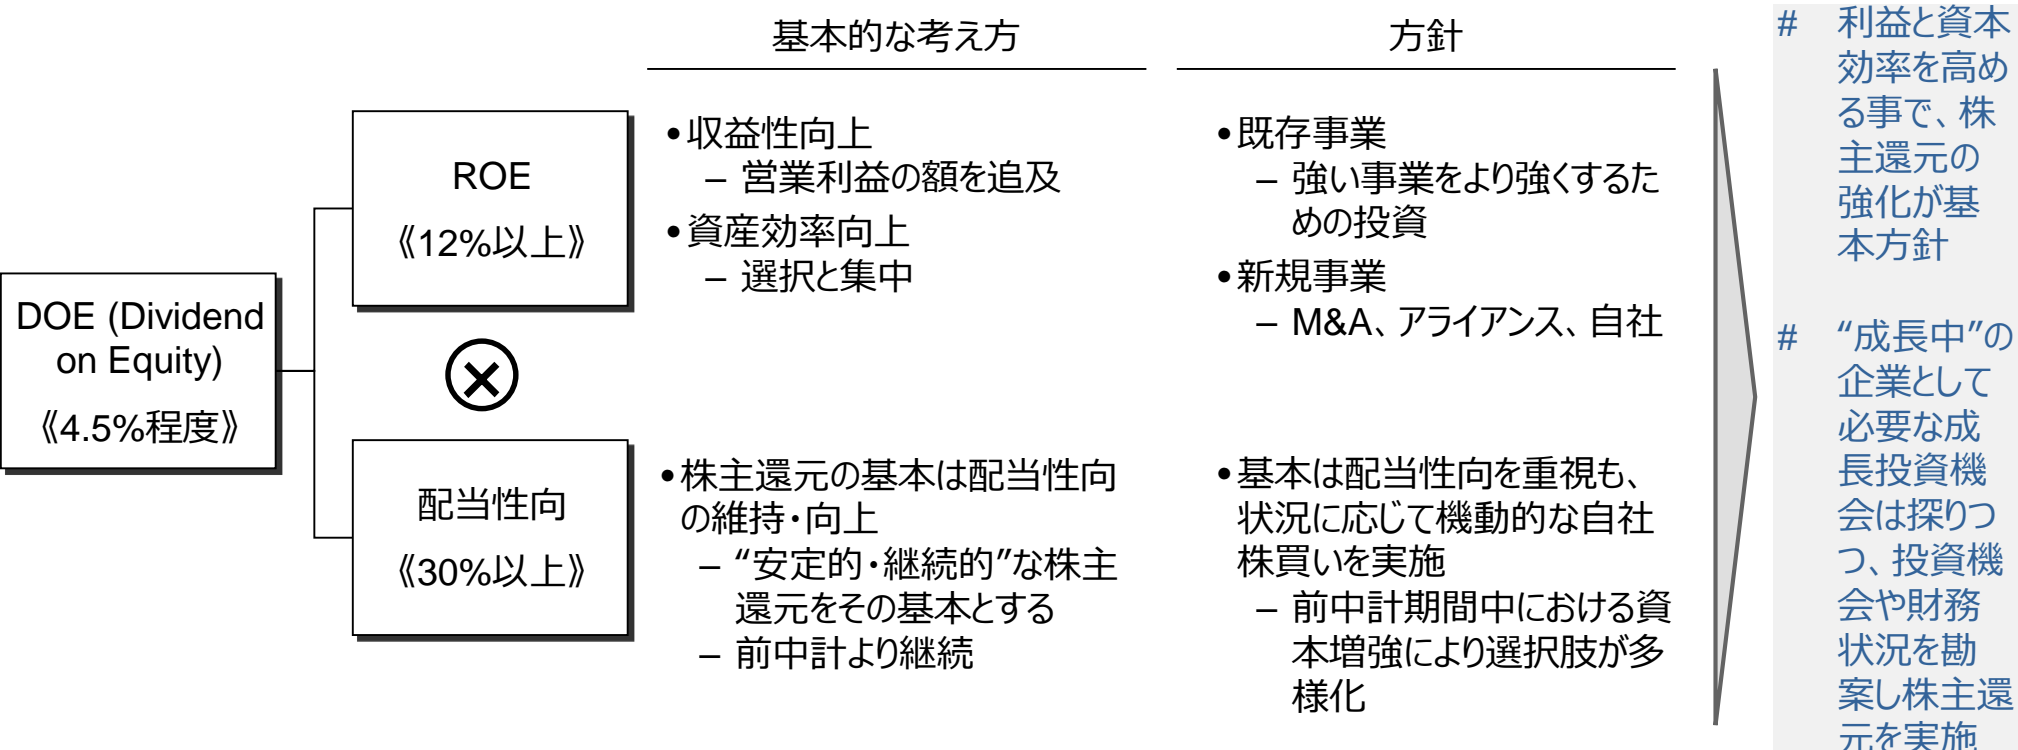 基本的な考え方
方針
DOE (Dividend
on Equity)
《4.5%程度》
ROE
《12%以上》
•収益性向上
– 営業利益の額を追及
•資産効率向上
– 選択と集中
•既存事業
– 強い事業をより強くするた
めの投資
•新規事業
– M&A、アライアンス、自社
配当性向
《30%以上》
•株主還元の基本は配当性向
の維持・向上
– “安定的・継続的”な株主
還元をその基本とする
– 前中計より継続
•基本は配当性向を重視も、
状況に応じて機動的な自社
株買いを実施
– 前中計期間中における資
本増強により選択肢が多
様化
# 利益と資本
効率を高め
る事で、株
主還元の
強化が基
本方針
# “成長中”の
企業として
必要な成
長投資機
会は探りつ
つ、投資機
会や財務
状況を勘
案し株主還
元を実施